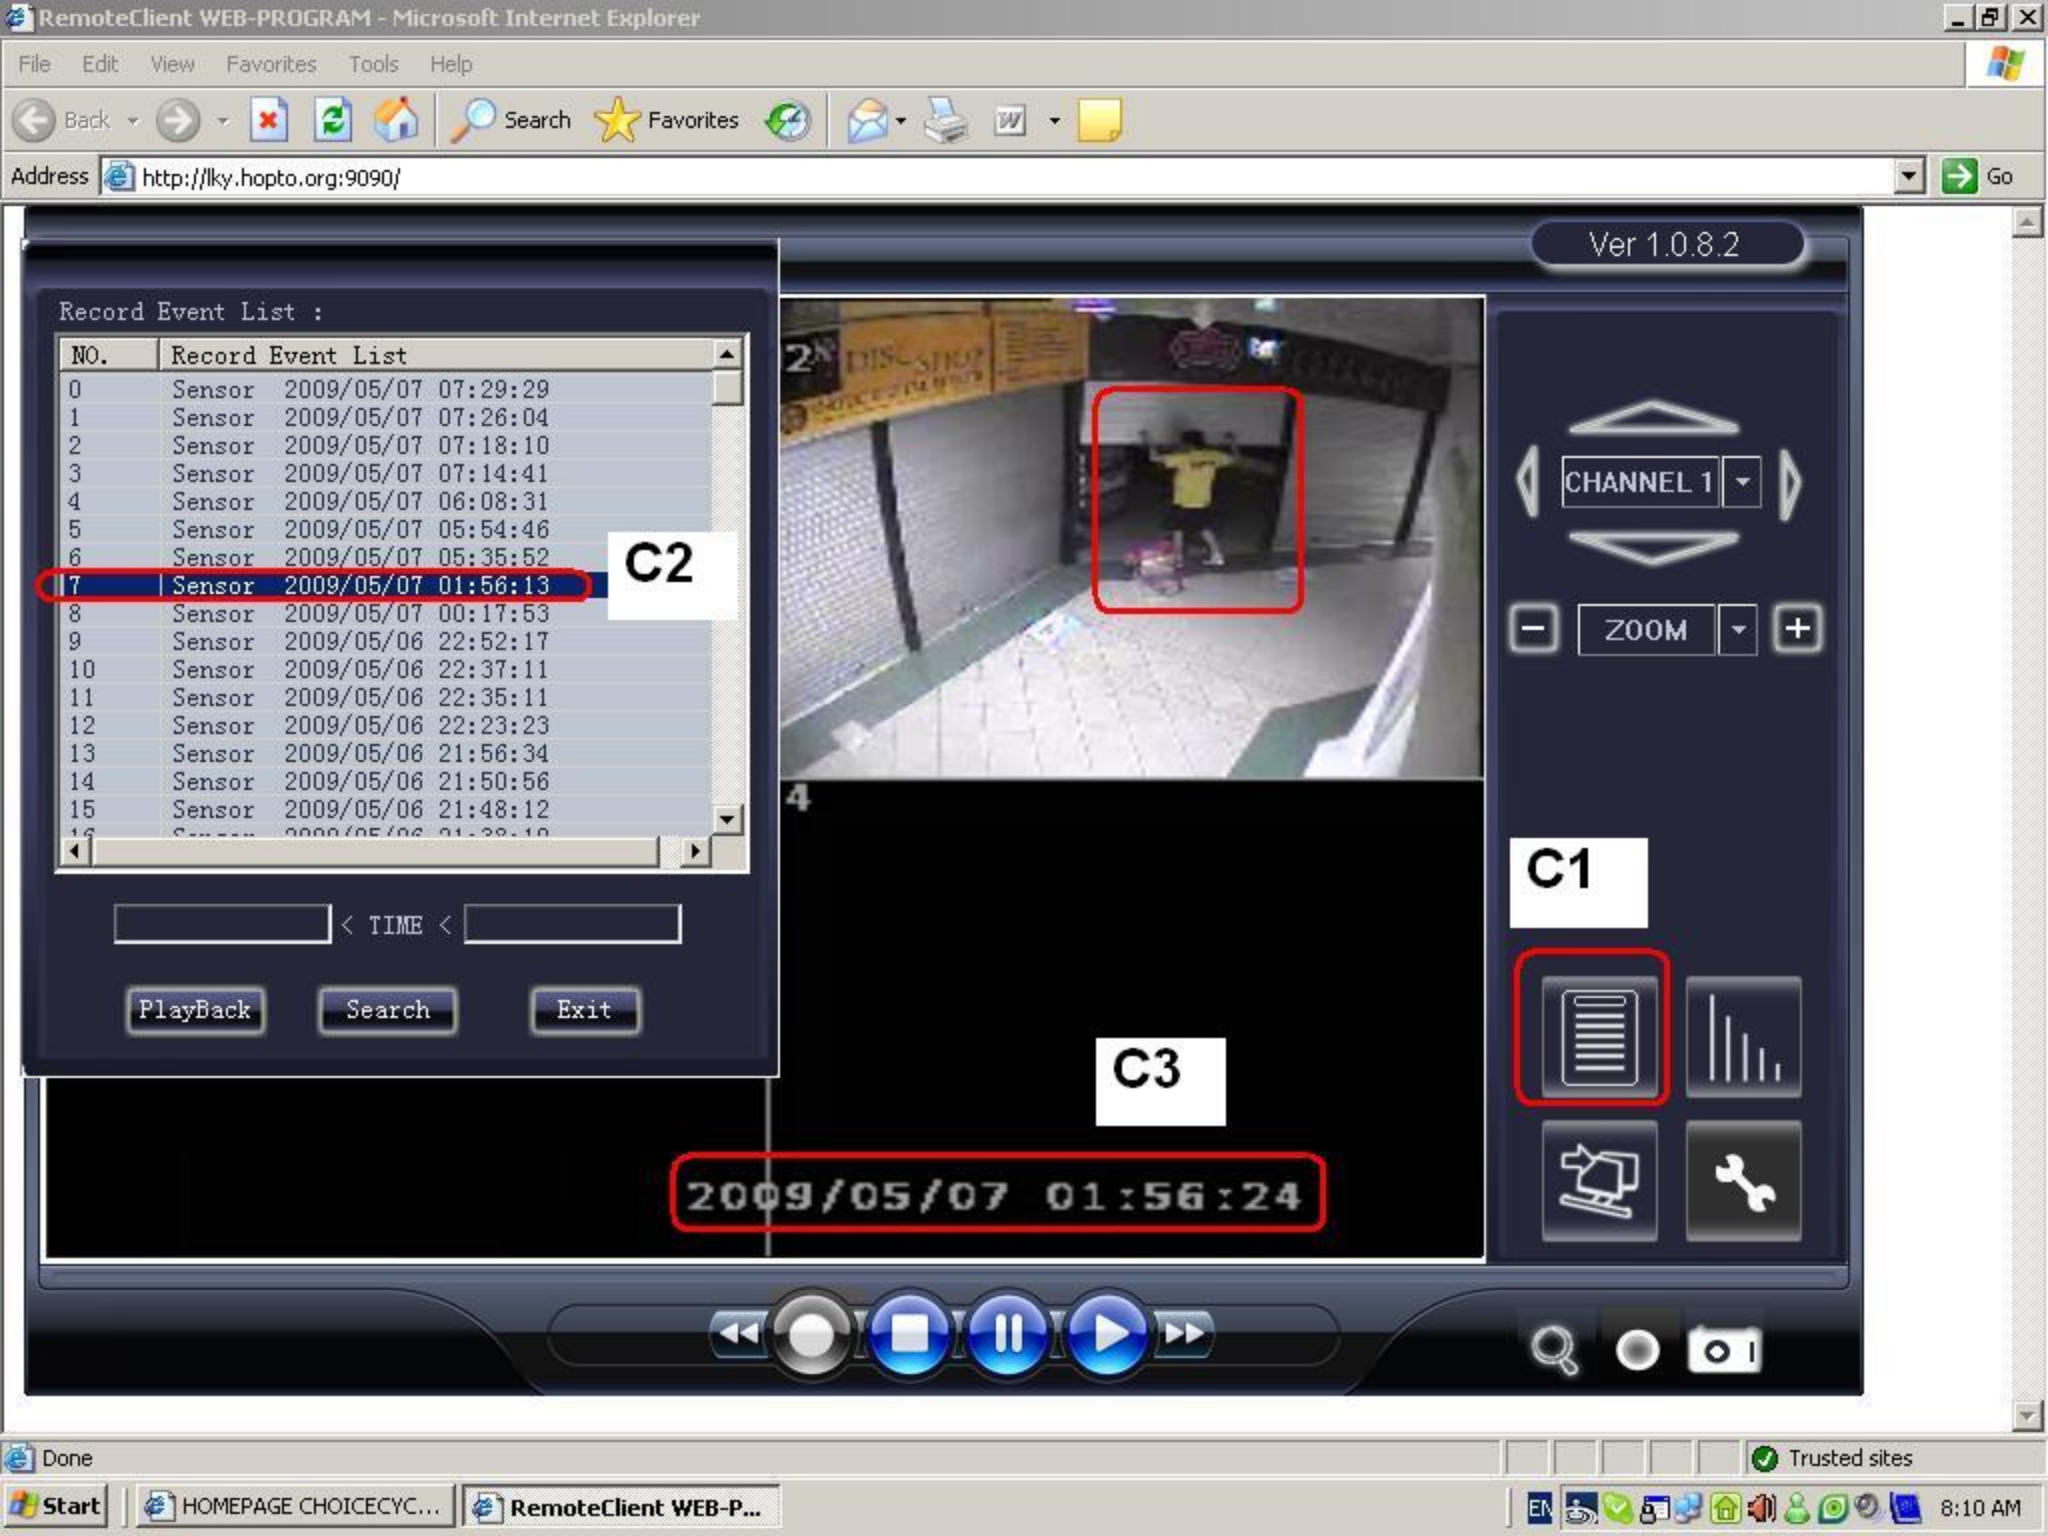 RemoteClient WEB-PROGRAM - Microsoft Internet Explorer
File Edit View Favorites Tools Help
Back Search Favorites
Address http://lky.hopto.org:9090/ Go
Ver 1.0.8.2
Record Event List :
NO. Record Event List
0 Sensor 2009/05/07 07:29:29
1 Sensor 2009/05/07 07:26:04
2 Sensor 2009/05/07 07:18:10
3 Sensor 2009/05/07 07:14:41
4 Sensor 2009/05/07 06:08:31
5 Sensor 2009/05/07 05:54:46
6 Sensor 2009/05/07 05:35:52
7 Sensor 2009/05/07 01:56:13
8 Sensor 2009/05/07 00:17:53
9 Sensor 2009/05/06 22:52:17
10 Sensor 2009/05/06 22:37:11
11 Sensor 2009/05/06 22:35:11
12 Sensor 2009/05/06 22:23:23
13 Sensor 2009/05/06 21:56:34
14 Sensor 2009/05/06 21:50:56
15 Sensor 2009/05/06 21:48:12
C2
< TIME <
PlayBack Search Exit
2
DISC SHOP
CHANNEL 1
ZOOM
4
C1
C3
2009/05/07 01:56:24
Done Trusted sites
Start HOMEPAGE CHOICECYC... RemoteClient WEB-P... EN 8:10 AM